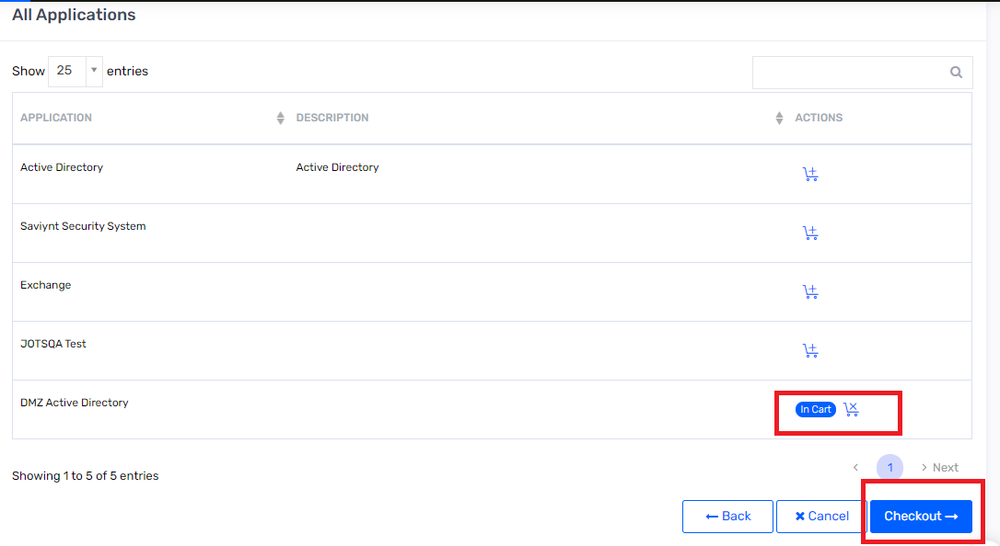 All Applications
Show 25 entries
APPLICATION DESCRIPTION ACTIONS
Active Directory Active Directory
Saviynt Security System
Exchange
JOTSQA Test
DMZ Active Directory In Cart
1 Next
Showing 1 to 5 of 5 entries
Back Cancel Checkout